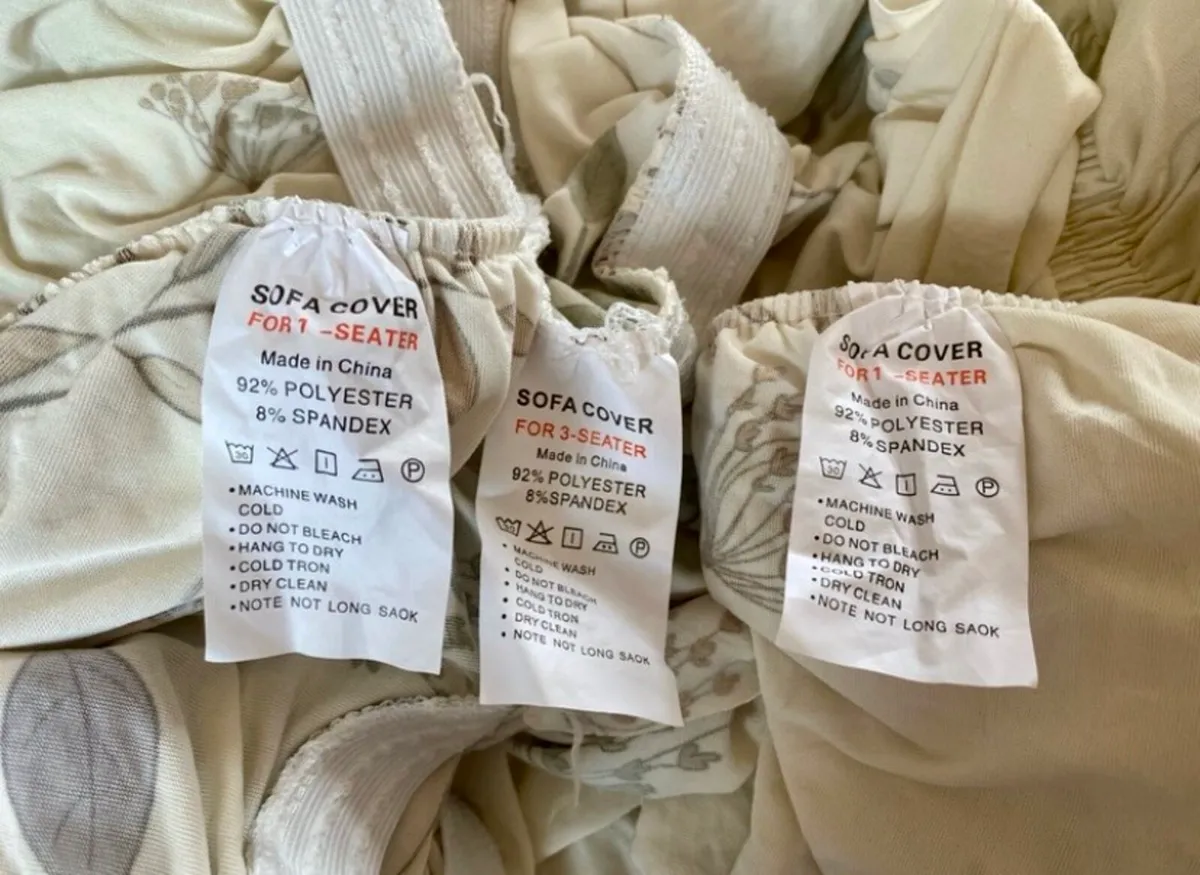 SOFA COVER
FOR 1 -SEATER
Made in China
92% POLYESTER
8% SPANDEX
30 I P
•MACHINE WASH
COLD
•DO NOT BLEACH
•HANG TO DRY
•COLD TRON
•DRY CLEAN
•NOTE NOT LONG SAOK
SOFA COVER
FOR 3-SEATER
Made in China
92% POLYESTER
8%SPANDEX
30 I P
• MACHINE WASH
COLD
• DO NOT BLEACH
• HANG TO DRY
• COLD TRON
• DRY CLEAN
• NOTE NOT LONG SAOK
SOFA COVER
FOR 1 -SEATER
Made in China
92% POLYESTER
8% SPANDEX
30 I P
•MACHINE WASH
COLD
•DO NOT BLEACH
•HANG TO DRY
•COLD TRON
•DRY CLEAN
•NOTE NOT LONG SAOK